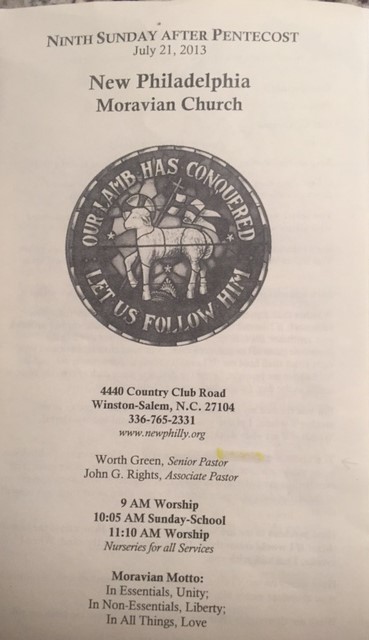 NINTH SUNDAY AFTER PENTECOST
July 21, 2013
New Philadelphia
Moravian Church
OUR LAMB HAS CONQUERED
LET US FOLLOW HIM
4440 Country Club Road
Winston-Salem, N.C. 27104
336-765-2331
www.newphilly.org
Worth Green, Senior Pastor
John G. Rights, Associate Pastor
9 AM Worship
10:05 AM Sunday-School
11:10 AM Worship
Nurseries for all Services
Moravian Motto:
In Essentials, Unity;
In Non-Essentials, Liberty;
In All Things, Love